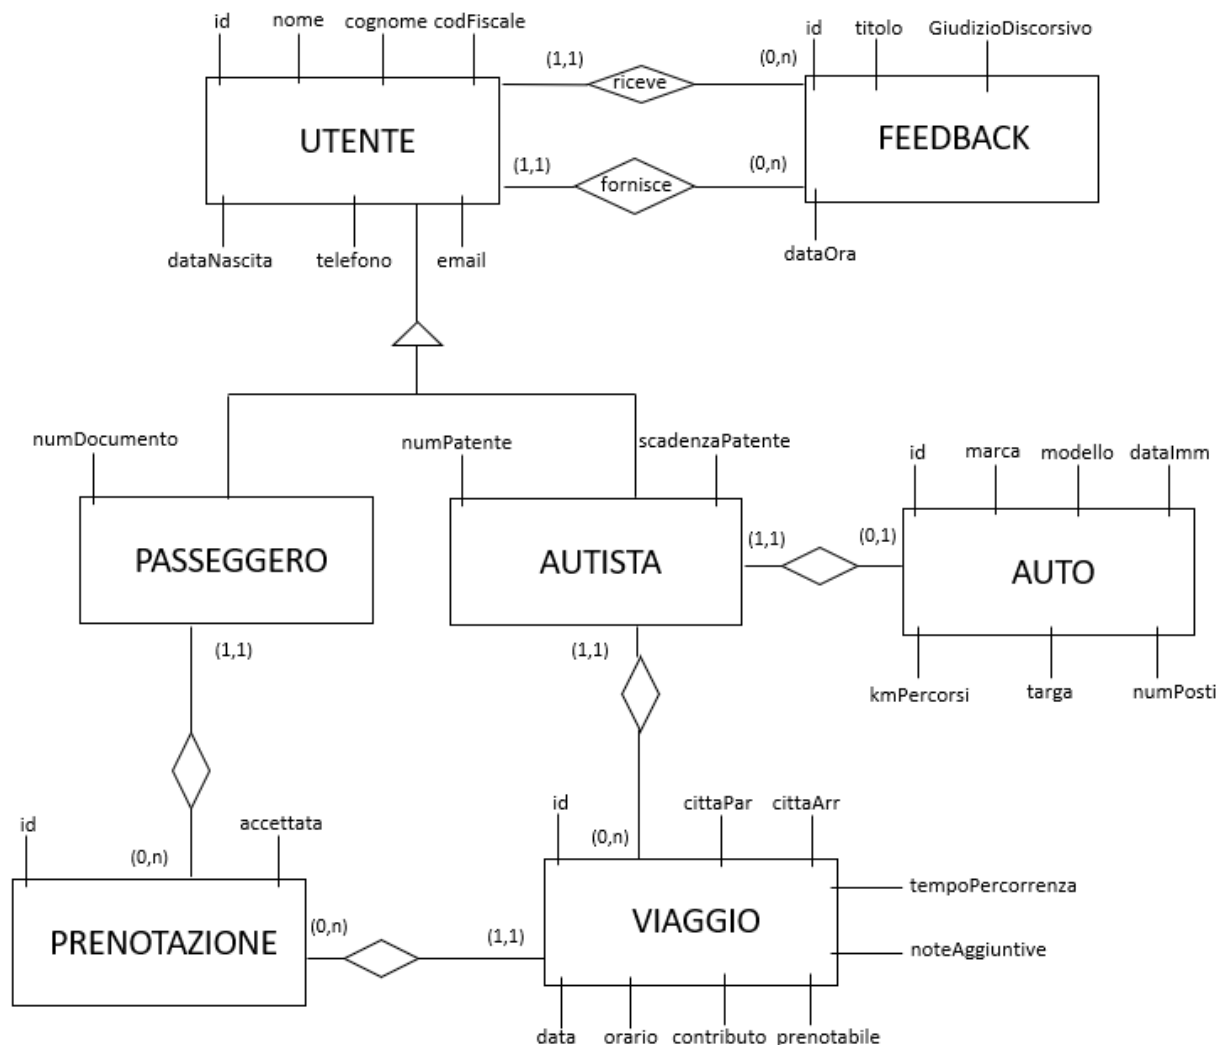 id nome cognome codFiscale
id titolo GiudizioDiscorsivo
(1,1) riceve (0,n)
UTENTE
FEEDBACK
(1,1) fornisce (0,n)
dataNascita telefono email
dataOra
numDocumento
numPatente
scadenzaPatente
id marca modello dataImm
PASSEGGERO
AUTISTA
(1,1) (0,1)
AUTO
(1,1)
(1,1)
kmPercorsi targa numPosti
id accettata
id cittaPar cittaArr
(0,n)
(0,n)
tempoPercorrenza
PRENOTAZIONE
(0,n) (1,1)
VIAGGIO
noteAggiuntive
data orario contributo prenotabile